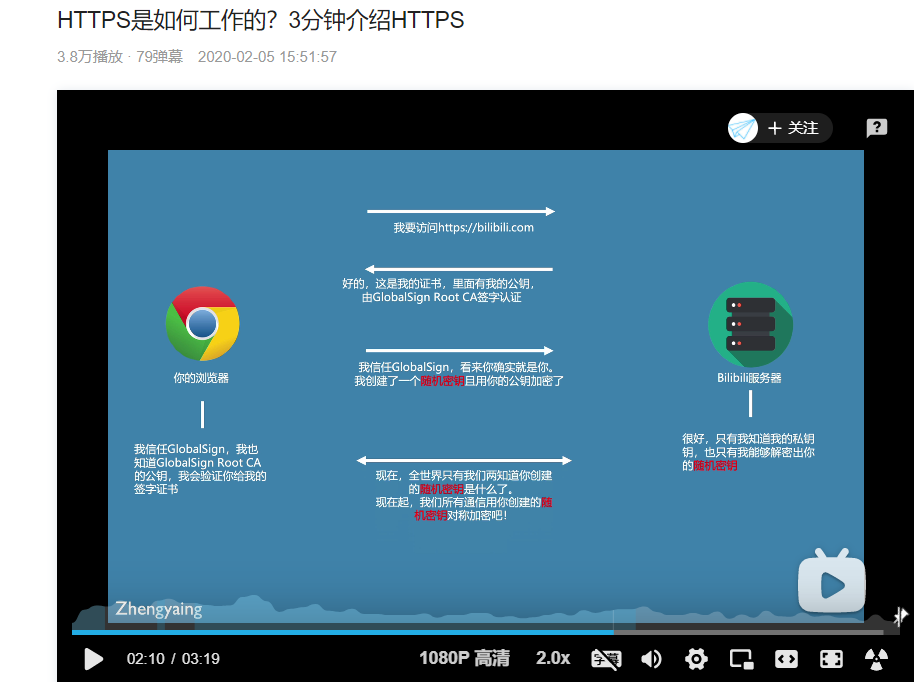 HTTPS是如何工作的？3分钟介绍HTTPS
3.8万播放 · 79弹幕 2020-02-05 15:51:57
+ 关注
?
我要访问https://bilibili.com
好的，这是我的证书，里面有我的公钥，
由GlobalSign Root CA签字认证
我信任GlobalSign，看来你确实就是你。
我创建了一个随机密钥且用你的公钥加密了
你的浏览器
Bilibili服务器
我信任GlobalSign，我也
知道GlobalSign Root CA
的公钥，我会验证你给我的
签字证书
很好，只有我知道我的私钥
钥，也只有我能够解密出你
的随机密钥
现在，全世界只有我们两知道你创建
的随机密钥是什么了。
现在起，我们所有通信用你创建的随
机密钥对称加密吧！
Zhengyaing
02:10 / 03:19
1080P 高清
2.0x
字幕